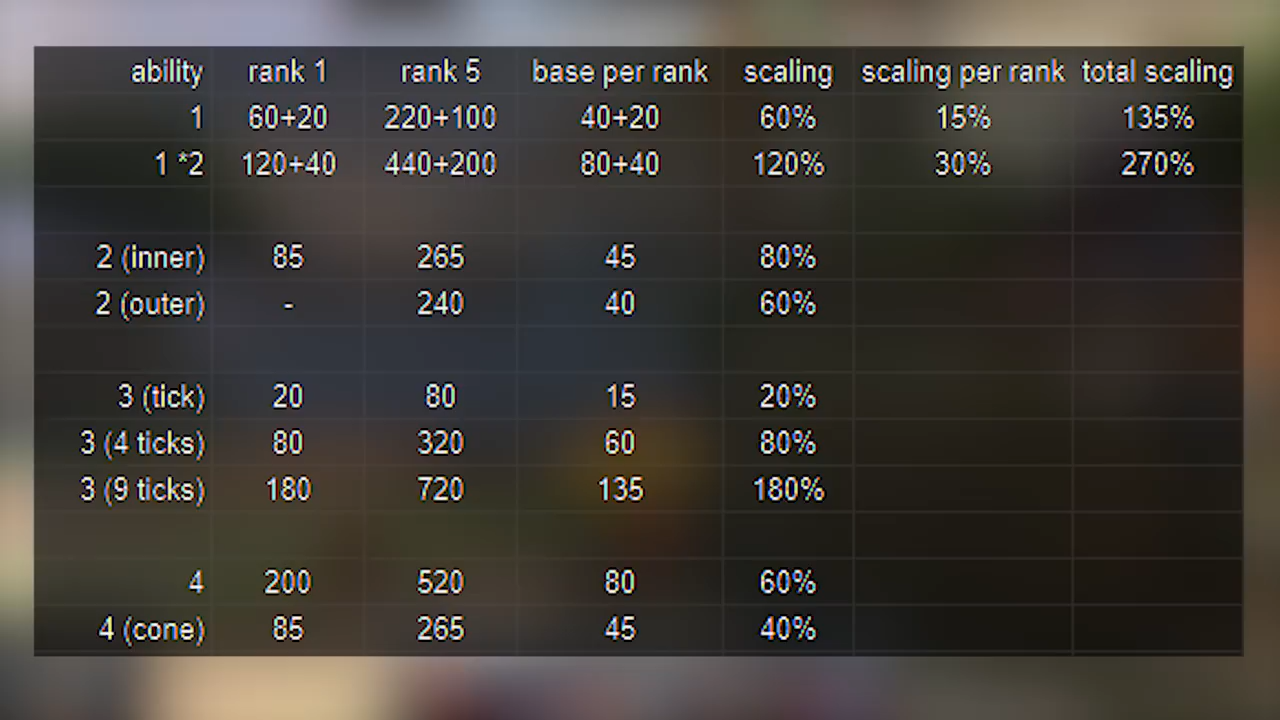 ability rank 1 rank 5 base per rank scaling scaling per rank total scaling
1 60+20 220+100 40+20 60% 15% 135%
1 *2 120+40 440+200 80+40 120% 30% 270%
2 (inner) 85 265 45 80%
2 (outer) - 240 40 60%
3 (tick) 20 80 15 20%
3 (4 ticks) 80 320 60 80%
3 (9 ticks) 180 720 135 180%
4 200 520 80 60%
4 (cone) 85 265 45 40%